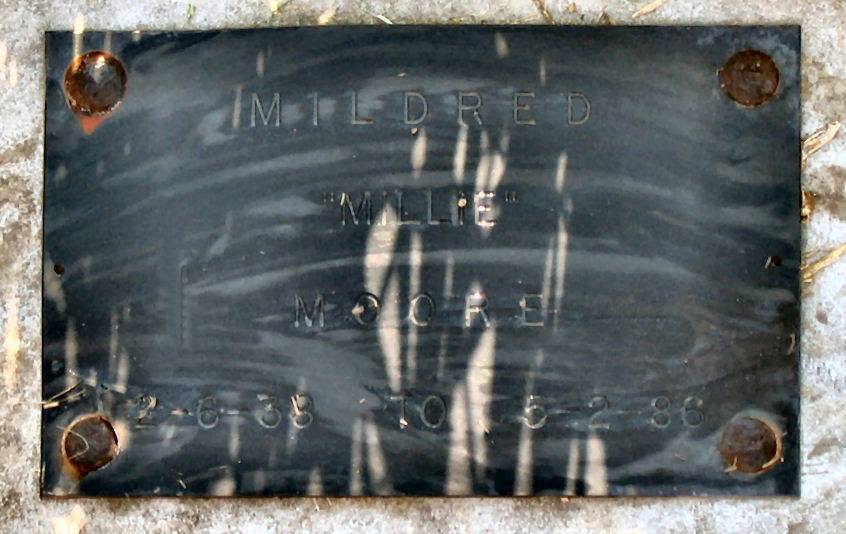 MILDRED
"MILLIE"
MOORE
2-6-38 TO 5-2-86